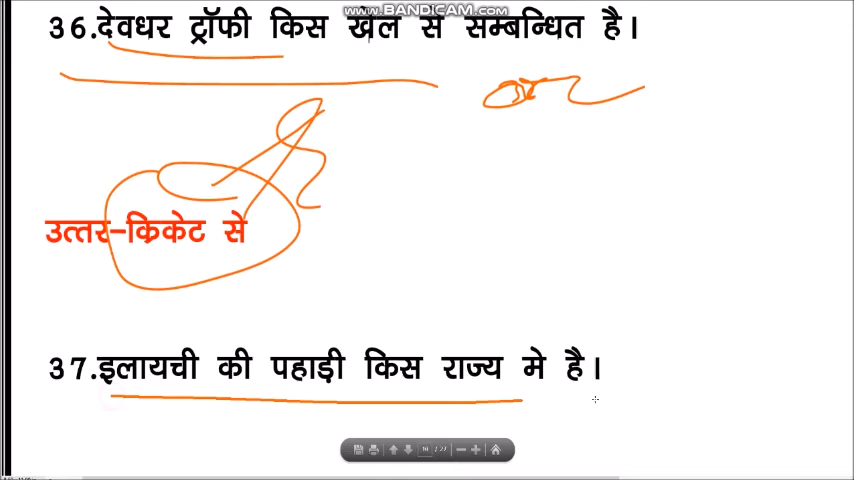 www.BANDICAM.com
36.देवधर ट्रॉफी किस खेल से सम्बन्धित है।
उत्तर-क्रिकेट से
37.इलायची की पहाड़ी किस राज्य मे है।